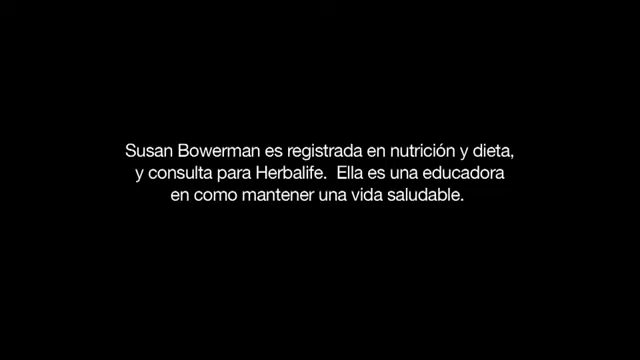 Susan Bowerman es registrada en nutrición y dieta,
y consulta para Herbalife.  Ella es una educadora
en como mantener una vida saludable.